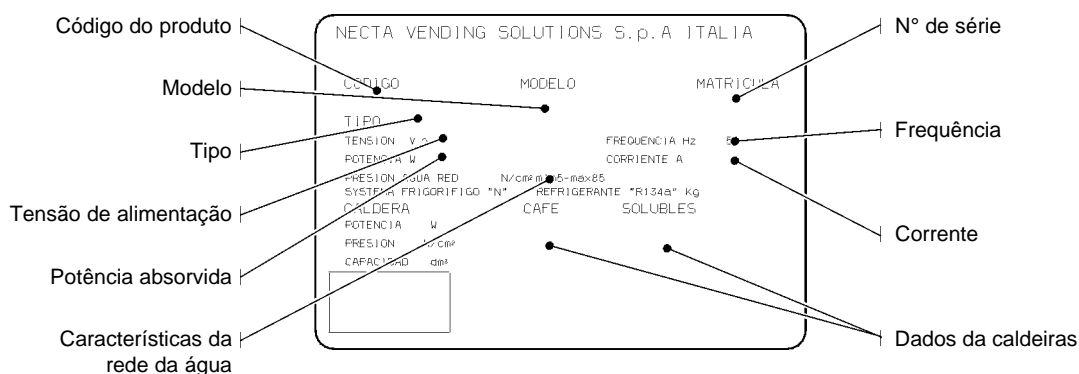 Código do produto
Modelo
Tipo
Tensão de alimentação
Potência absorvida
Características da
rede da água
NECTA VENDING SOLUTIONS S.p.A ITALIA
CODIGO MODELO MATRICULA
TIPO
TENSION V FREQUENCIA Hz
POTENCIA W CORRIENTE A
PRESION AGUA RED N/cm² min5-max85
SYSTEMA FRIGORIFIGO "N" REFRIGERANTE "R134a" Kg
CALDERA CAFE SOLUBLES
POTENCIA W
PRESION N/cm²
CAPACIDAD dm³
N° de série
Frequência
Corrente
Dados da caldeiras